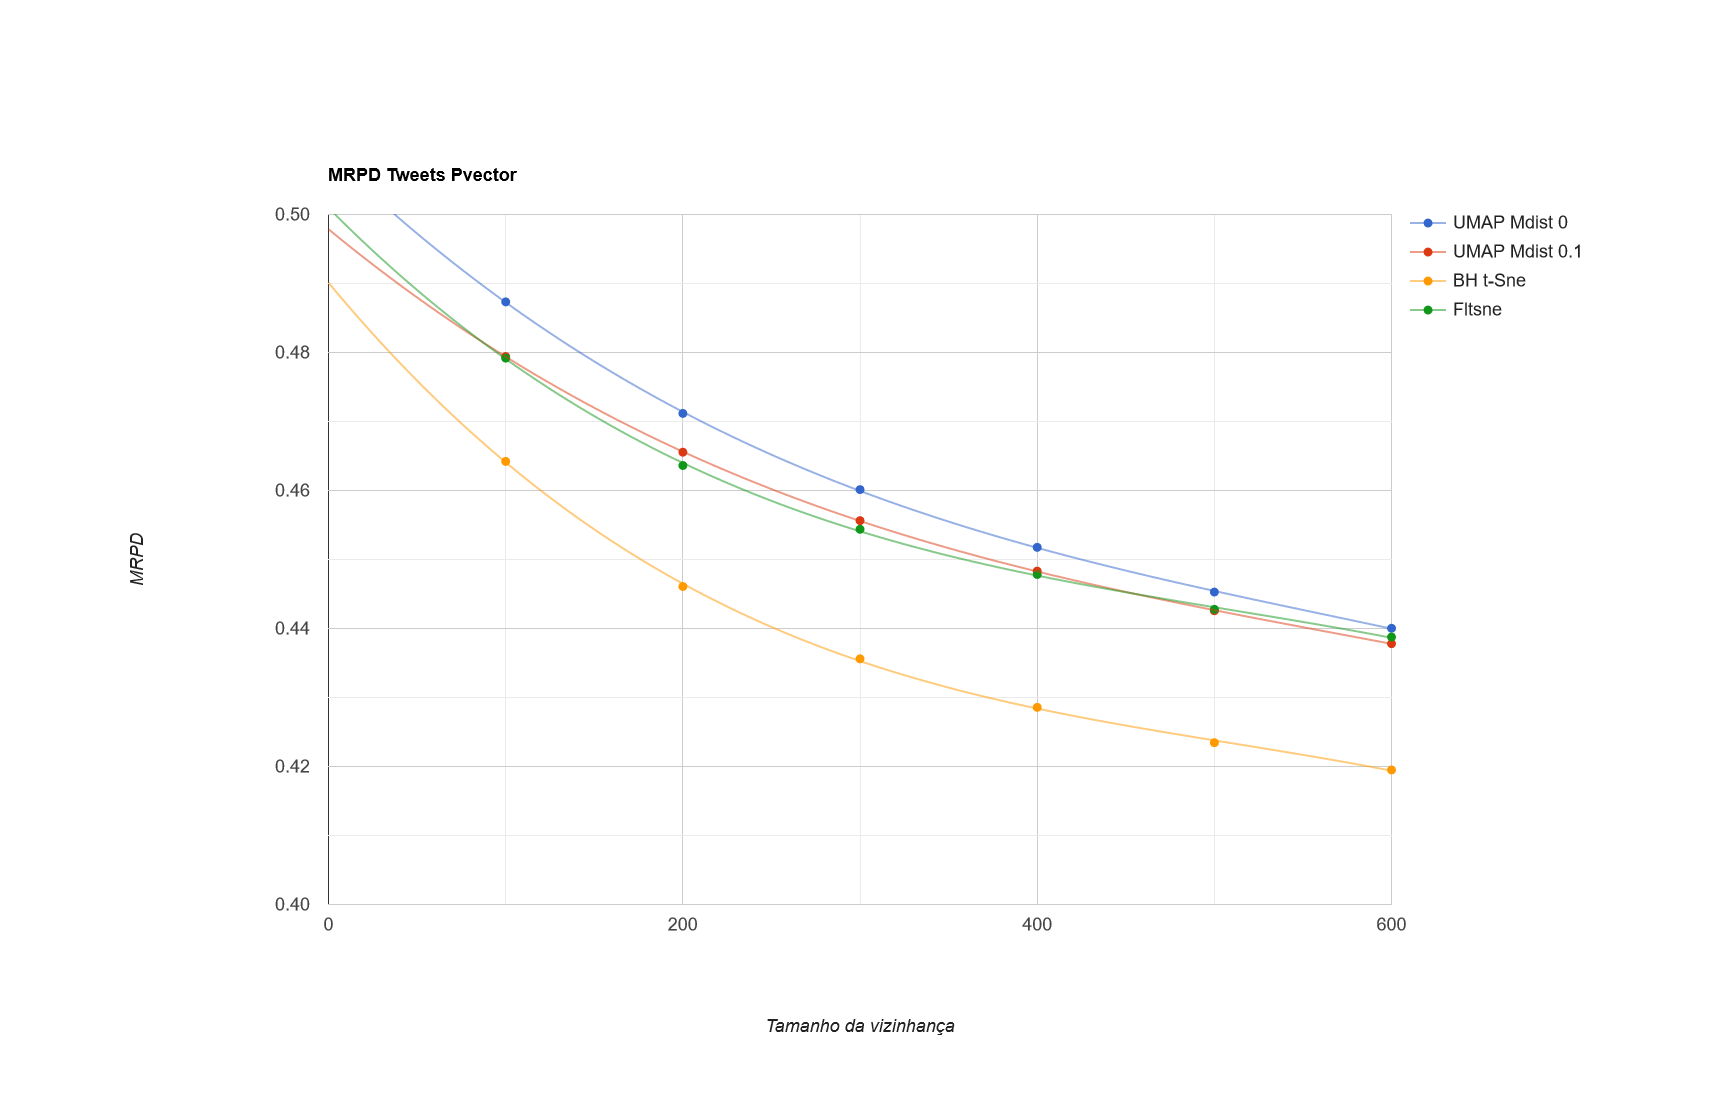 MRPD Tweets Pvector
0.50
0.48
0.46
0.44
0.42
0.40
0
200
400
600
MRPD
Tamanho da vizinhança
UMAP Mdist 0
UMAP Mdist 0.1
BH t-Sne
FItsne